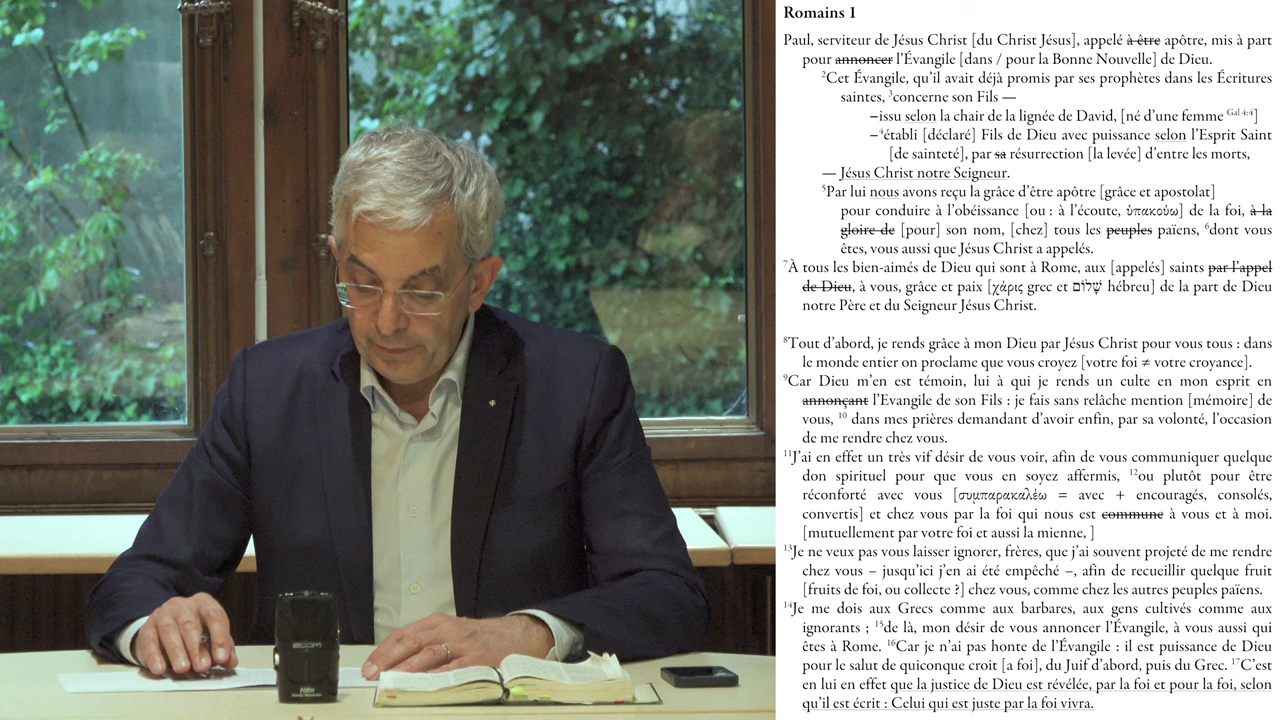 Romains 1
Paul, serviteur de Jésus Christ [du Christ Jésus], appelé à être apôtre, mis à part
pour annoncer l'Évangile [dans / pour la Bonne Nouvelle] de Dieu.
²Cet Évangile, qu'il avait déjà promis par ses prophètes dans les Écritures
saintes, ³concerne son Fils —
–issu selon la chair de la lignée de David, [né d'une femme Gal 4:4]
–⁴établi [déclaré] Fils de Dieu avec puissance selon l'Esprit Saint
[de sainteté], par sa résurrection [la levée] d'entre les morts,
— Jésus Christ notre Seigneur.
⁵Par lui nous avons reçu la grâce d'être apôtre [grâce et apostolat]
pour conduire à l'obéissance [ou : à l'écoute, ὑπακούω] de la foi, à la
gloire de [pour] son nom, [chez] tous les peuples païens, ⁶dont vous
êtes, vous aussi que Jésus Christ a appelés.
⁷À tous les bien-aimés de Dieu qui sont à Rome, aux [appelés] saints par l'appel
de Dieu, à vous, grâce et paix [χάρις grec et שָׁלוֹם hébreu] de la part de Dieu
notre Père et du Seigneur Jésus Christ.
⁸Tout d'abord, je rends grâce à mon Dieu par Jésus Christ pour vous tous : dans
le monde entier on proclame que vous croyez [votre foi ≠ votre croyance].
⁹Car Dieu m'en est témoin, lui à qui je rends un culte en mon esprit en
annonçant l'Evangile de son Fils : je fais sans relâche mention [mémoire] de
vous, ¹⁰ dans mes prières demandant d'avoir enfin, par sa volonté, l'occasion
de me rendre chez vous.
¹¹J'ai en effet un très vif désir de vous voir, afin de vous communiquer quelque
don spirituel pour que vous en soyez affermis, ¹²ou plutôt pour être
réconforté avec vous [συμπαρακαλέω = avec + encouragés, consolés,
convertis] et chez vous par la foi qui nous est commune à vous et à moi.
[mutuellement par votre foi et aussi la mienne, ]
¹³Je ne veux pas vous laisser ignorer, frères, que j'ai souvent projeté de me rendre
chez vous – jusqu'ici j'en ai été empêché –, afin de recueillir quelque fruit
[fruits de foi, ou collecte ?] chez vous, comme chez les autres peuples païens.
¹⁴Je me dois aux Grecs comme aux barbares, aux gens cultivés comme aux
ignorants ; ¹⁵de là, mon désir de vous annoncer l'Évangile, à vous aussi qui
êtes à Rome. ¹⁶Car je n'ai pas honte de l'Évangile : il est puissance de Dieu
pour le salut de quiconque croit [a foi], du Juif d'abord, puis du Grec. ¹⁷C'est
en lui en effet que la justice de Dieu est révélée, par la foi et pour la foi, selon
qu'il est écrit : Celui qui est juste par la foi vivra.
zoom
H2n